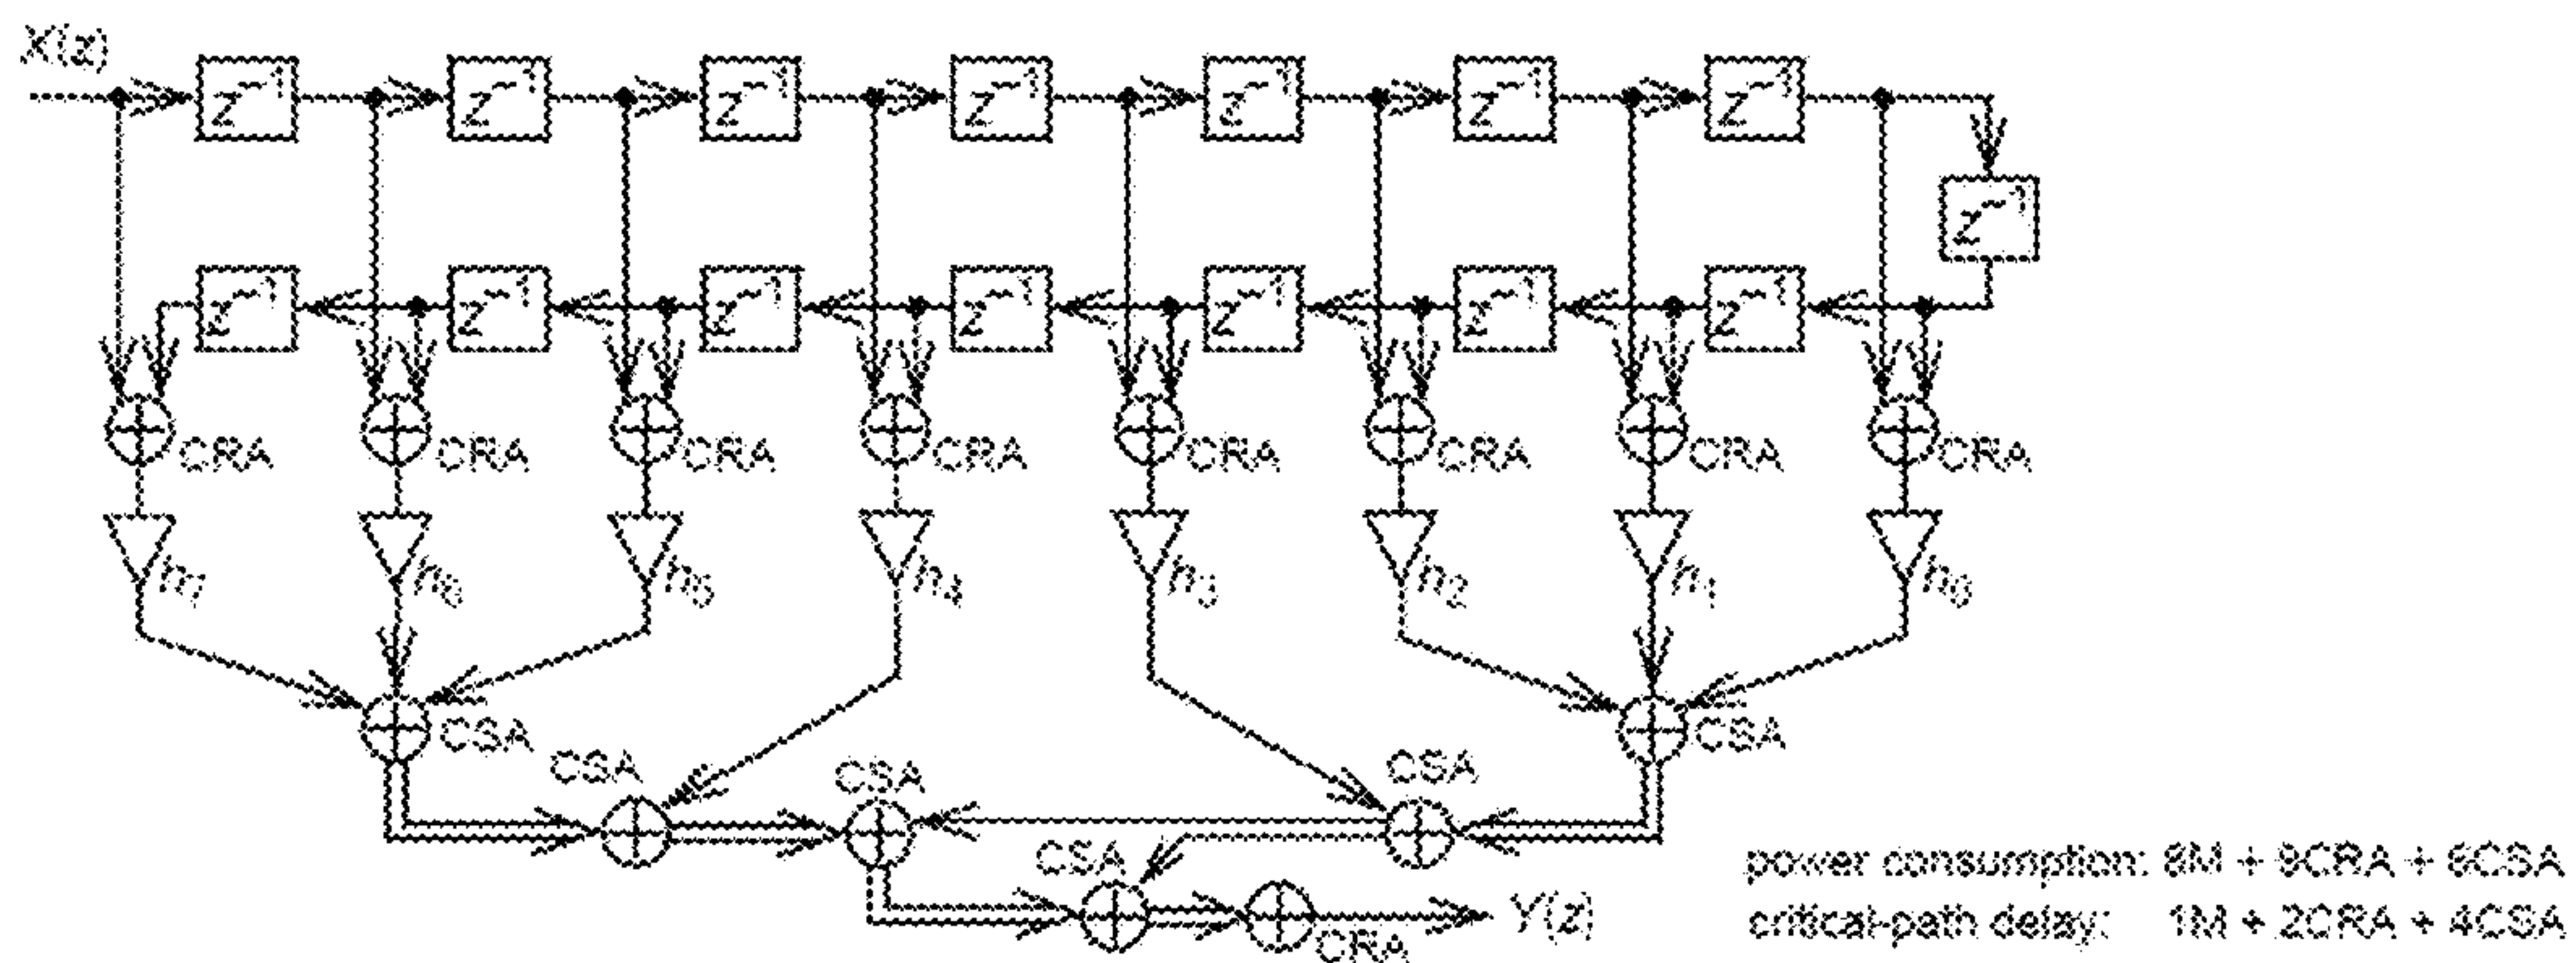 X(z)
z⁻¹ z⁻¹ z⁻¹ z⁻¹ z⁻¹ z⁻¹ z⁻¹
z⁻¹
z⁻¹ z⁻¹ z⁻¹ z⁻¹ z⁻¹ z⁻¹ z⁻¹
CRA CRA CRA CRA CRA CRA CRA CRA
h₇ h₆ h₅ h₄ h₃ h₂ h₁ h₀
CSA CSA
CSA CSA CSA
CSA
power consumption: 8M + 9CRA + 6CSA
Y(z)
critical-path delay: 1M + 2CRA + 4CSA
CRA